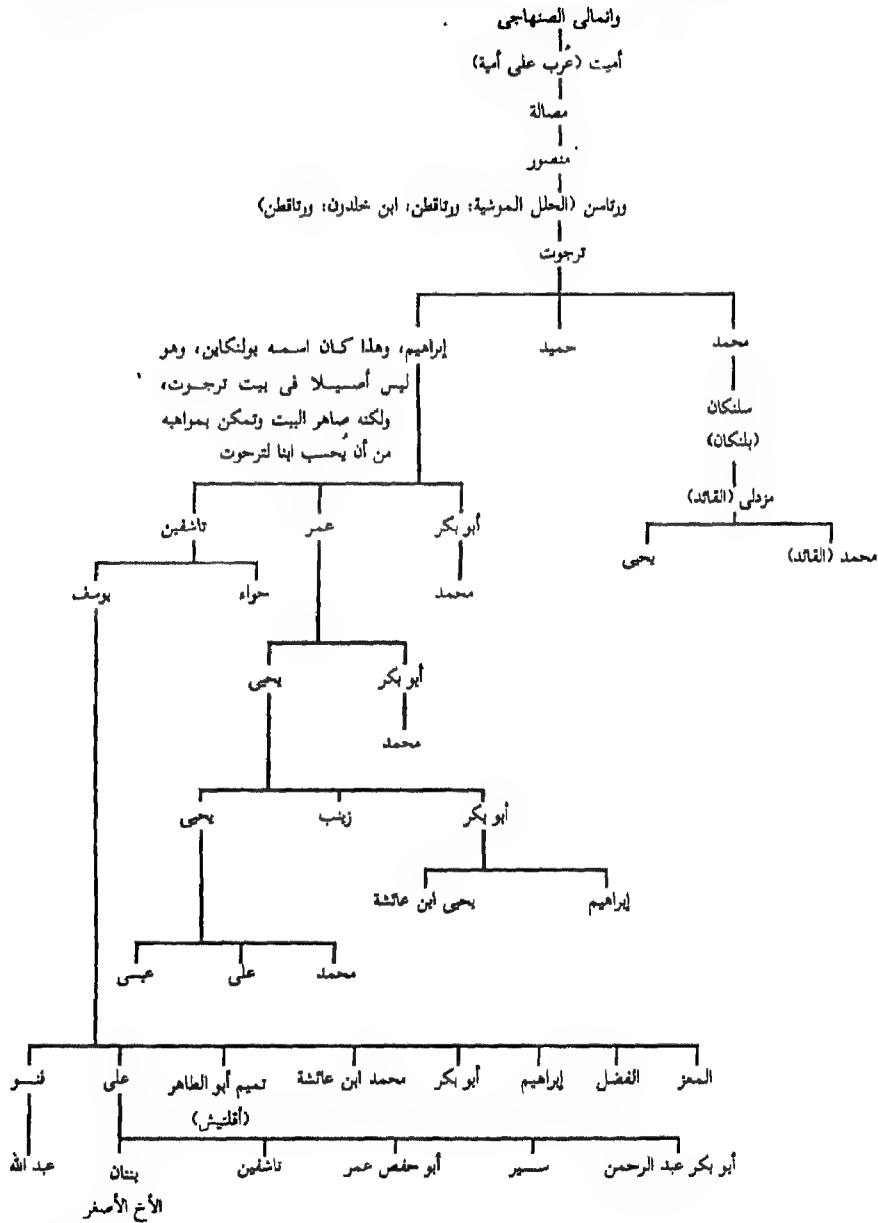 وانمالى الصنهاجى
أميت (عُرب على أمية)
مصالة
منصور
ورتاسن (الحلل الموشية: ورتاقطن، ابن خلدون: ورتاقطن)
ترجوت
محمد
حميد
إبراهيم، وهذا كان اسمه بولنكاين، وهو
ليس أصيلا فى بيت ترجوت،
ولكنه صاهر البيت وتمكن بمواهبه
من أن يُحسب ابنا لترحوت
سلنكان
(بلنكان)
مزدلى (القائد)
محمد (القائد)
يحيى
أبو بكر
عمر
تاشفين
محمد
حواء
يوسف
أبو بكر
يحيى
محمد
أبو بكر
زينب
يحيى
إبراهيم
يحيى ابن عائشة
محمد
على
عيسى
المعز
الفضل
إبراهيم
أبو بكر
محمد ابن عائشة
تميم أبو الطاهر
(أقلتيش)
على
فنو
أبو بكر عبد الرحمن
سير
أبو حفص عمر
تاشفين
بنتان
الأخ الأصغر
عبد الله